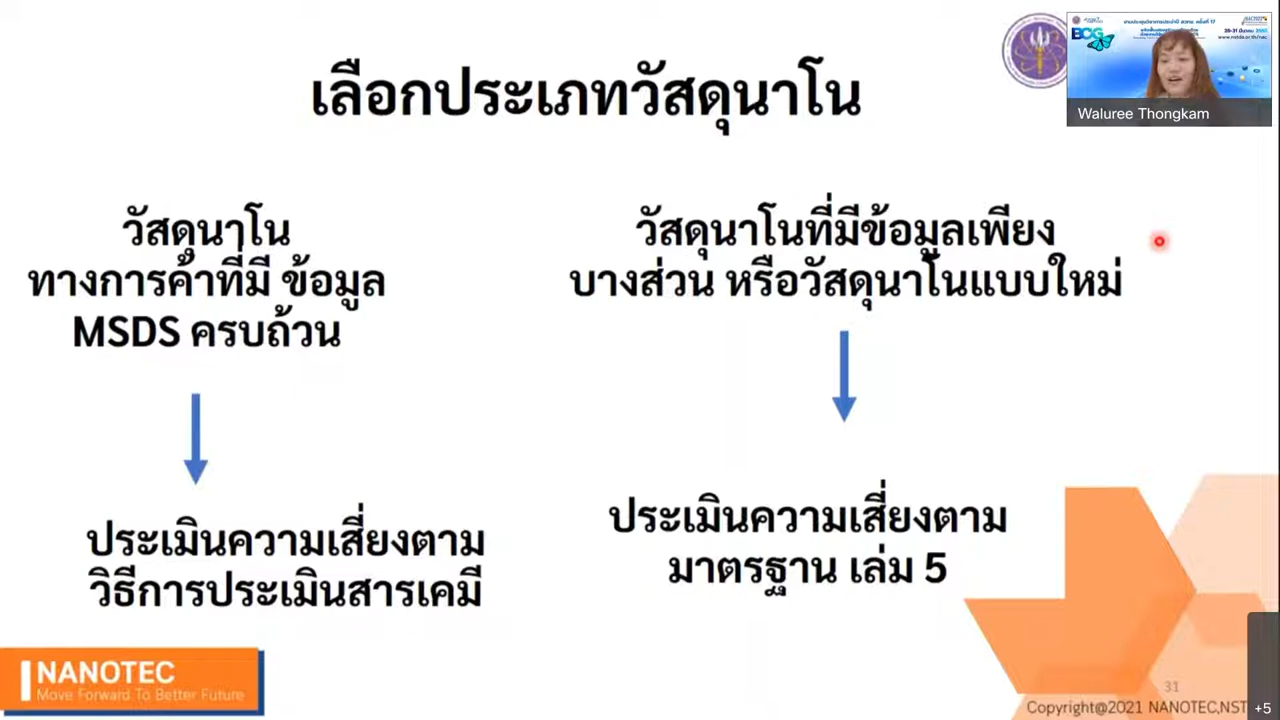 เลือกประเภทวัสดุนาโน
วัสดุนาโน
ทางการค้าที่มี ข้อมูล
MSDS ครบถ้วน
วัสดุนาโนที่มีข้อมูลเพียง
บางส่วน หรือวัสดุนาโนแบบใหม่
ประเมินความเสี่ยงตาม
วิธีการประเมินสารเคมี
ประเมินความเสี่ยงตาม
มาตรฐาน เล่ม 5
NANOTEC
Move Forward To Better Future
31
Copyright@2021 NANOTEC,NST
+5
BCG
Waluree Thongkam